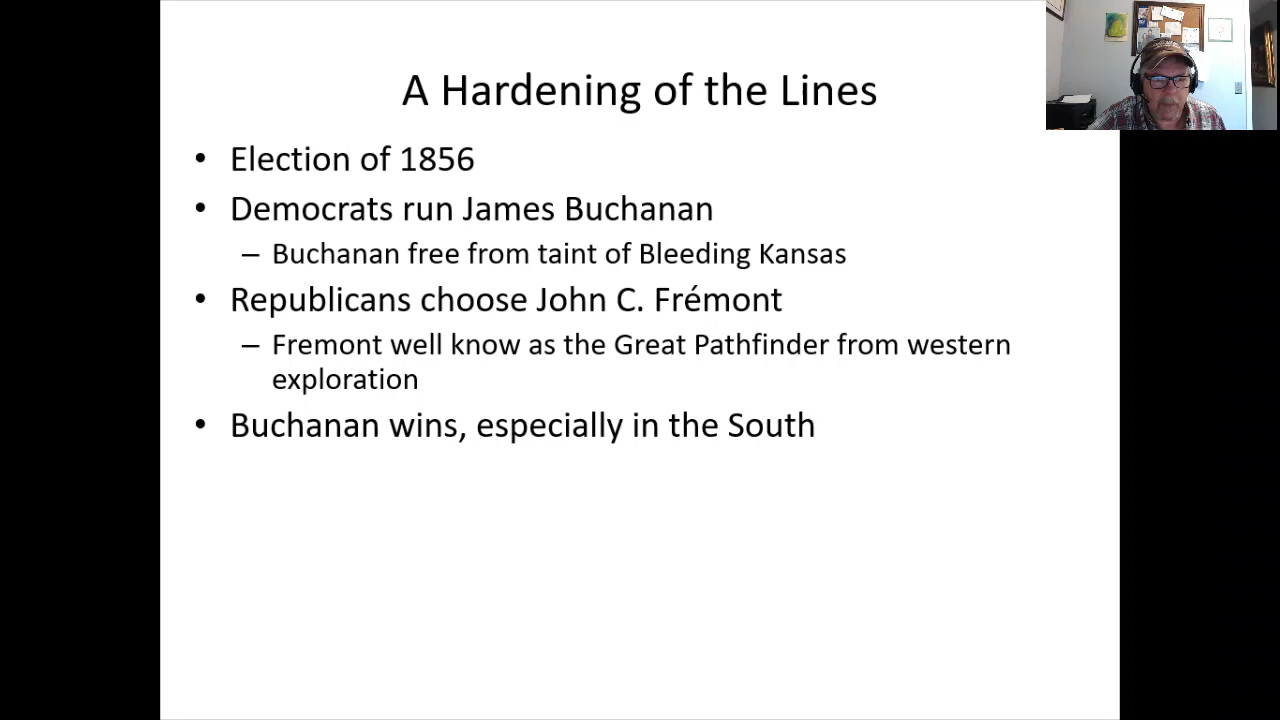 A Hardening of the Lines
• Election of 1856
• Democrats run James Buchanan
– Buchanan free from taint of Bleeding Kansas
• Republicans choose John C. Frémont
– Fremont well know as the Great Pathfinder from western
exploration
• Buchanan wins, especially in the South